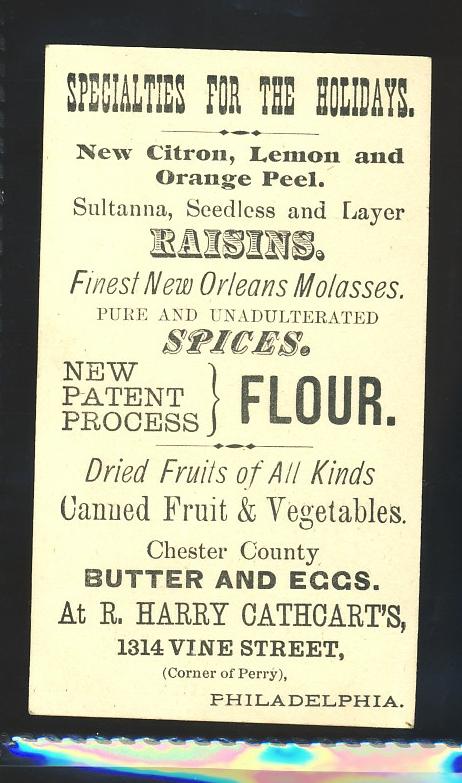 SPECIALTIES FOR THE HOLIDAYS.
New Citron, Lemon and
Orange Peel.
Sultanna, Seedless and Layer
RAISINS.
Finest New Orleans Molasses.
PURE AND UNADULTERATED
SPICES.
NEW
PATENT
PROCESS } FLOUR.
Dried Fruits of All Kinds
Canned Fruit & Vegetables.
Chester County
BUTTER AND EGGS.
At R. HARRY CATHCART'S,
1314 VINE STREET,
(Corner of Perry),
PHILADELPHIA.